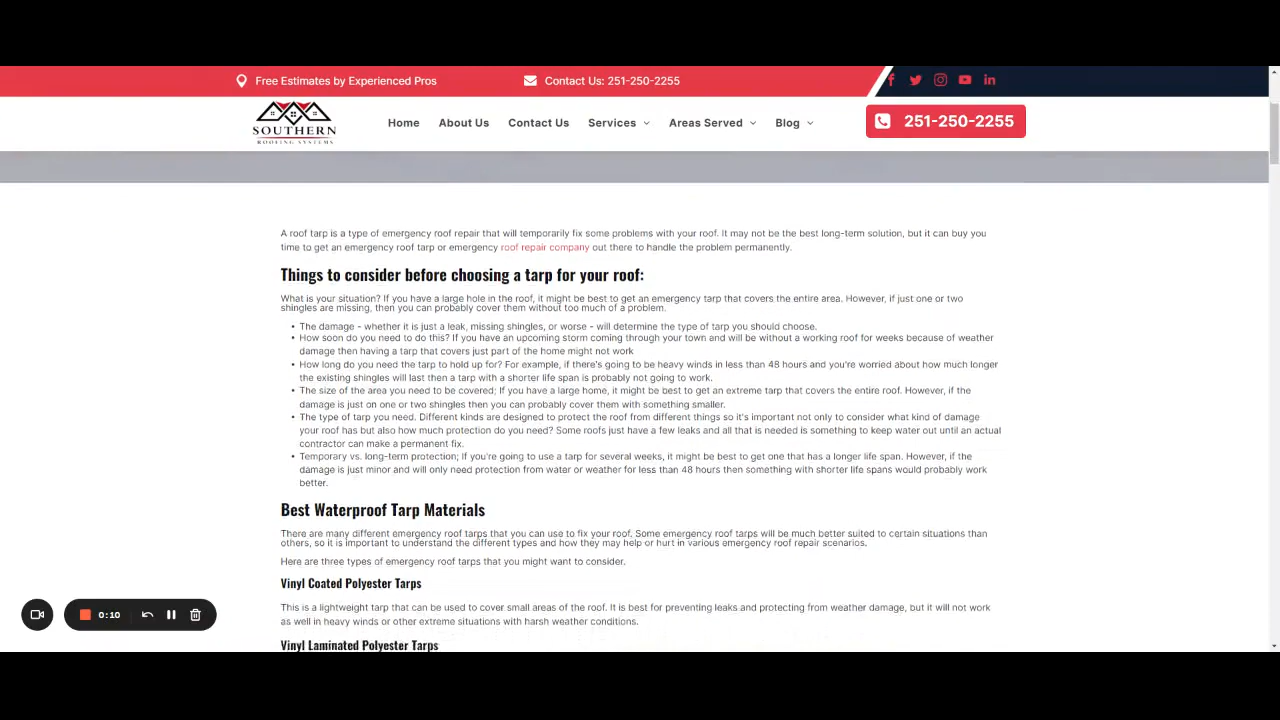 Free Estimates by Experienced Pros
Contact Us: 251-250-2255
SOUTHERN
ROOFING SYSTEMS
Home
About Us
Contact Us
Services
Areas Served
Blog
251-250-2255
A roof tarp is a type of emergency roof repair that will temporarily fix some problems with your roof. It may not be the best long-term solution, but it can buy you
time to get an emergency roof tarp or emergency roof repair company out there to handle the problem permanently.
Things to consider before choosing a tarp for your roof:
What is your situation? If you have a large hole in the roof, it might be best to get an emergency tarp that covers the entire area. However, if just one or two
shingles are missing, then you can probably cover them without too much of a problem.
• The damage - whether it is just a leak, missing shingles, or worse - will determine the type of tarp you should choose.
• How soon do you need to do this? If you have an upcoming storm coming through your town and will be without a working roof for weeks because of weather
damage then having a tarp that covers just part of the home might not work
• How long do you need the tarp to hold up for? For example, if there's going to be heavy winds in less than 48 hours and you're worried about how much longer
the existing shingles will last then a tarp with a shorter life span is probably not going to work.
• The size of the area you need to be covered; If you have a large home, it might be best to get an extreme tarp that covers the entire roof. However, if the
damage is just on one or two shingles then you can probably cover them with something smaller.
• The type of tarp you need. Different kinds are designed to protect the roof from different things so it's important not only to consider what kind of damage
your roof has but also how much protection do you need? Some roofs just have a few leaks and all that is needed is something to keep water out until an actual
contractor can make a permanent fix.
• Temporary vs. long-term protection; If you're going to use a tarp for several weeks, it might be best to get one that has a longer life span. However, if the
damage is just minor and will only need protection from water or weather for less than 48 hours then something with shorter life spans would probably work
better.
Best Waterproof Tarp Materials
There are many different emergency roof tarps that you can use to fix your roof. Some emergency roof tarps will be much better suited to certain situations than
others, so it is important to understand the different types and how they may help or hurt in various emergency roof repair scenarios.
Here are three types of emergency roof tarps that you might want to consider.
Vinyl Coated Polyester Tarps
This is a lightweight tarp that can be used to cover small areas of the roof. It is best for preventing leaks and protecting from weather damage, but it will not work
as well in heavy winds or other extreme situations with harsh weather conditions.
Vinyl Laminated Polyester Tarps
0:10